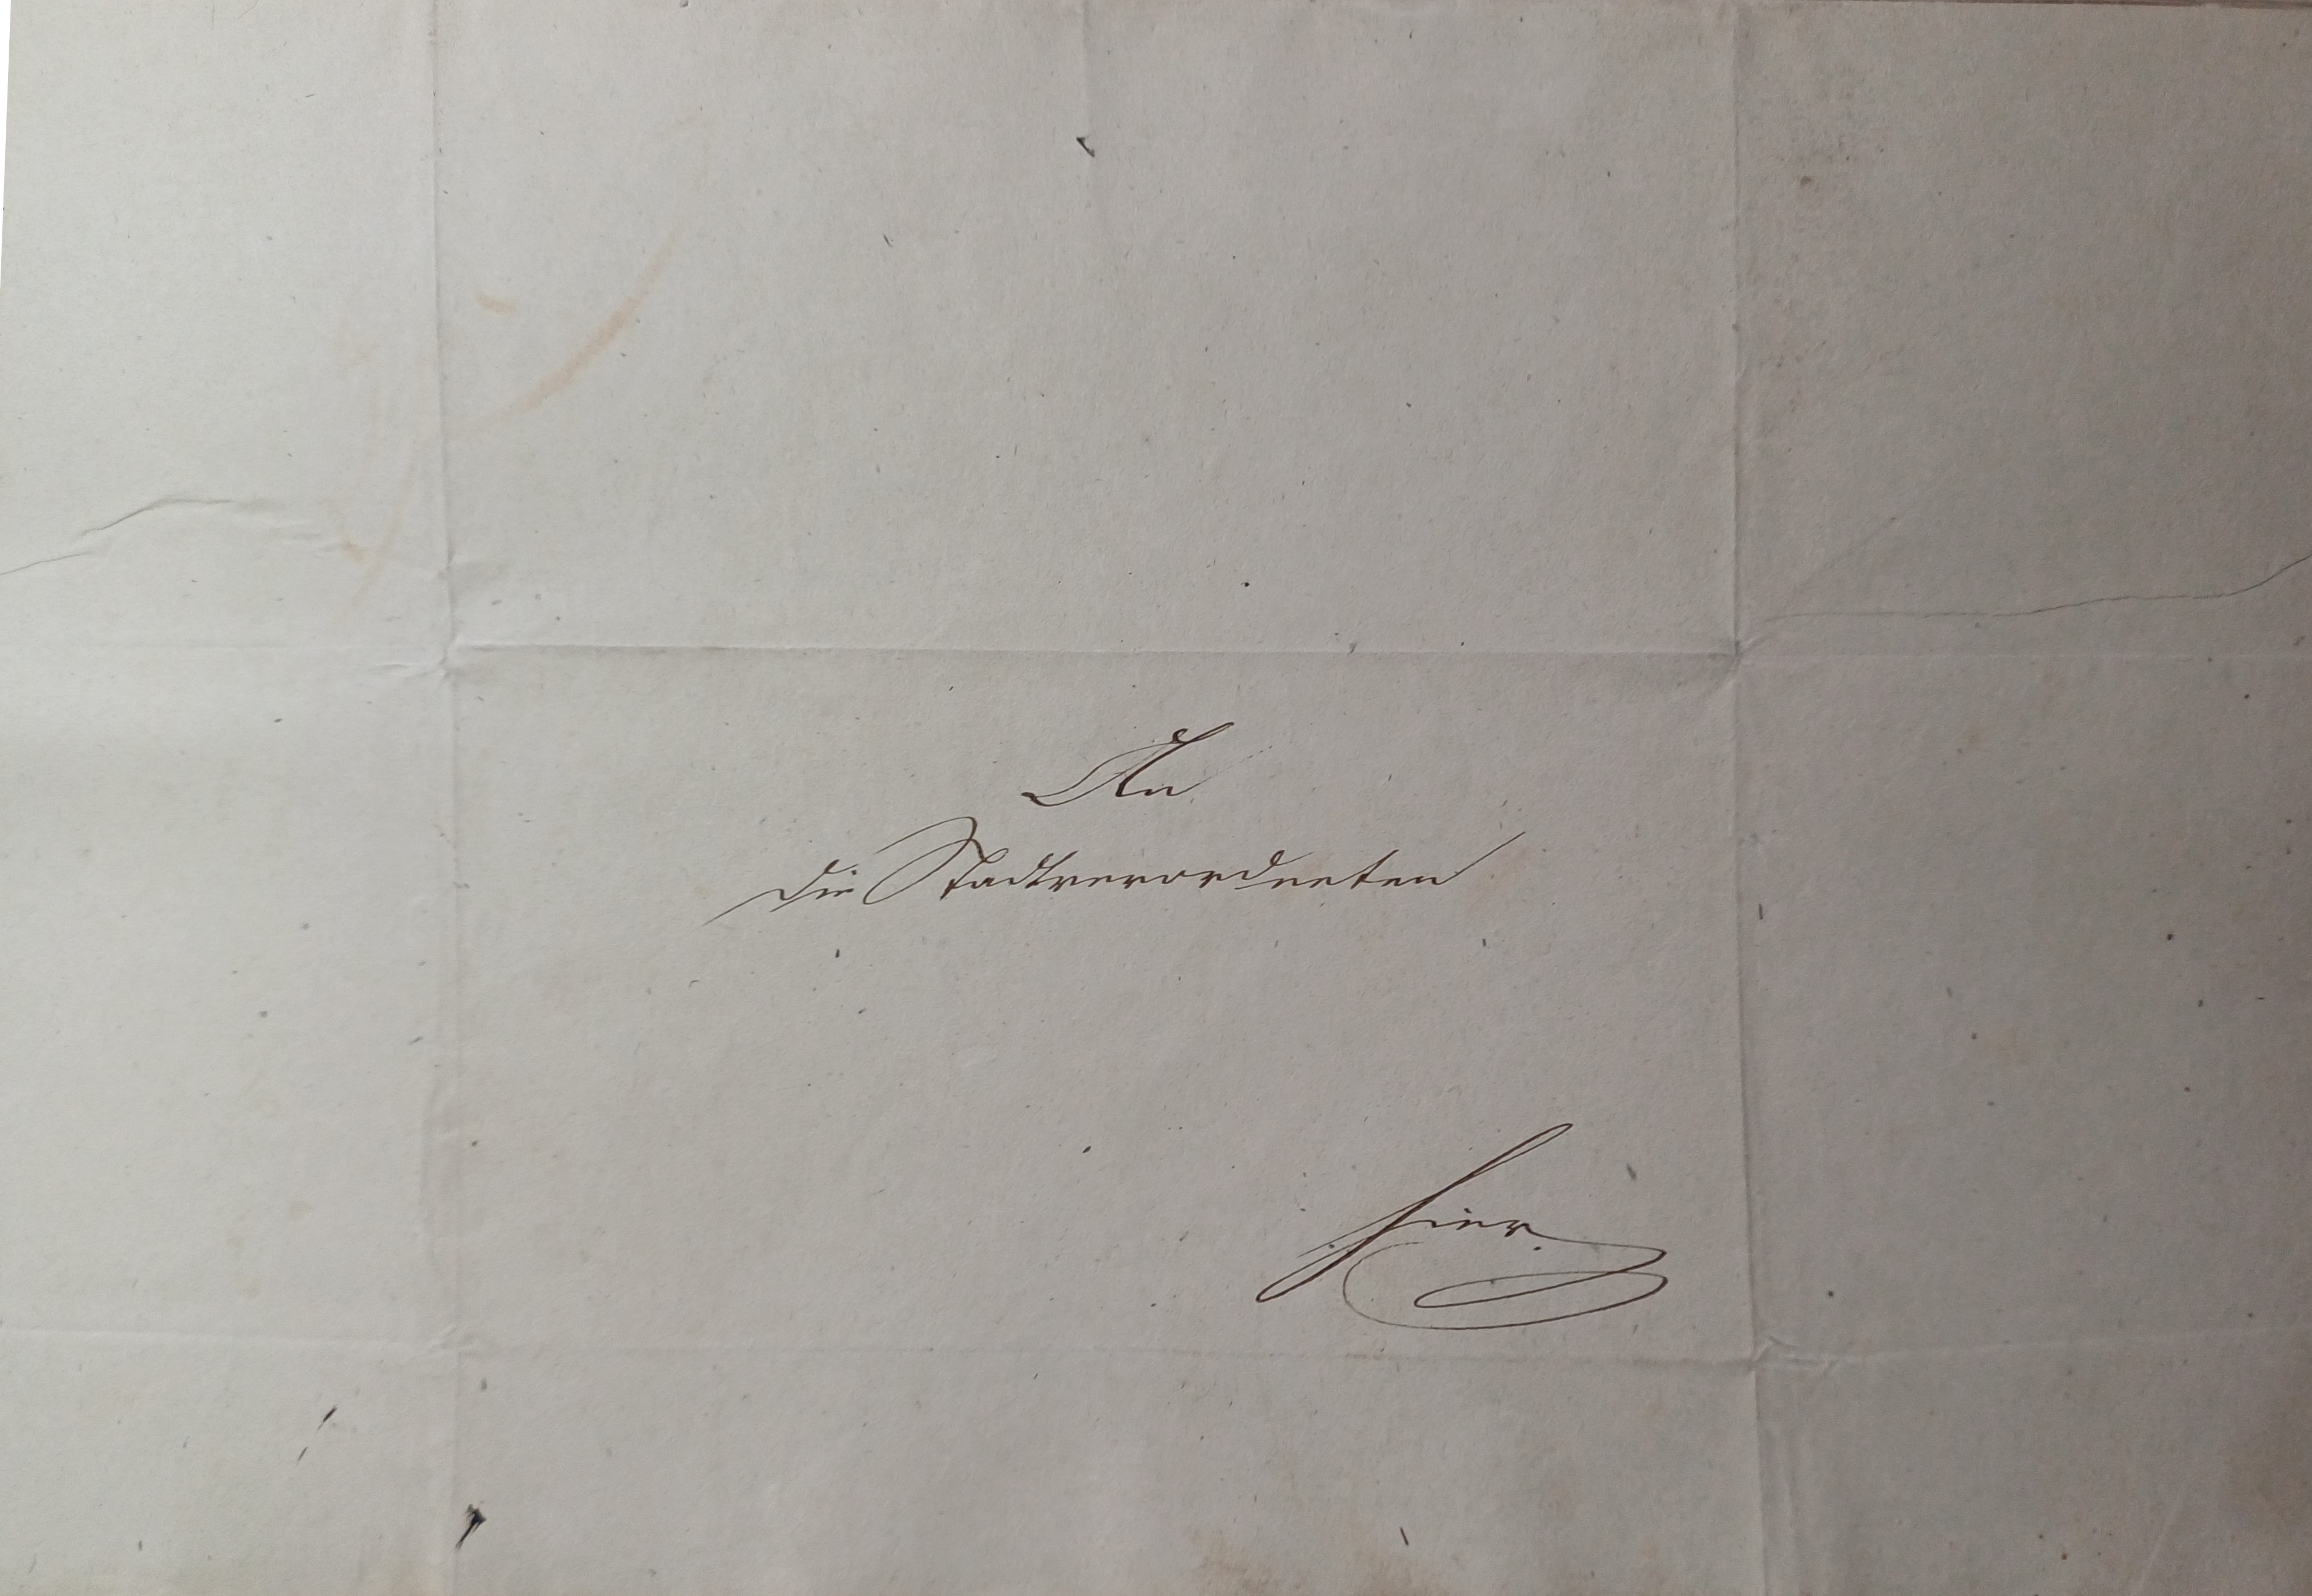 An
die Stadtverordneten
hier.